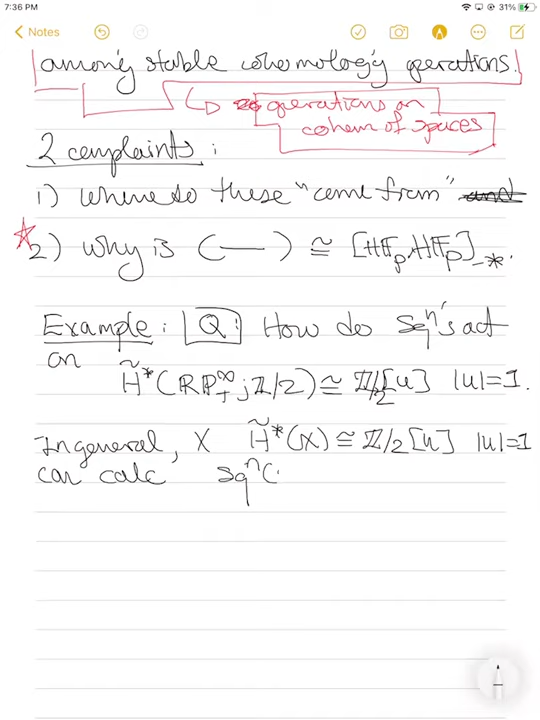 7:36 PM
31%
Notes
among stable cohomology operations.
↳ operations on
cohom of spaces
2 complaints:
1) where do these "come from"
☆2) why is (—) ≅ [HF_p, HF_p]_-*.
Example: Q: How do Sqⁿ's act
on
H̃*(RP^∞_+; Z/2) ≅ Z/2[u] |u|=1.
In general, X H̃*(X) ≅ Z/2[u] |u|=1
can calc Sqⁿ(